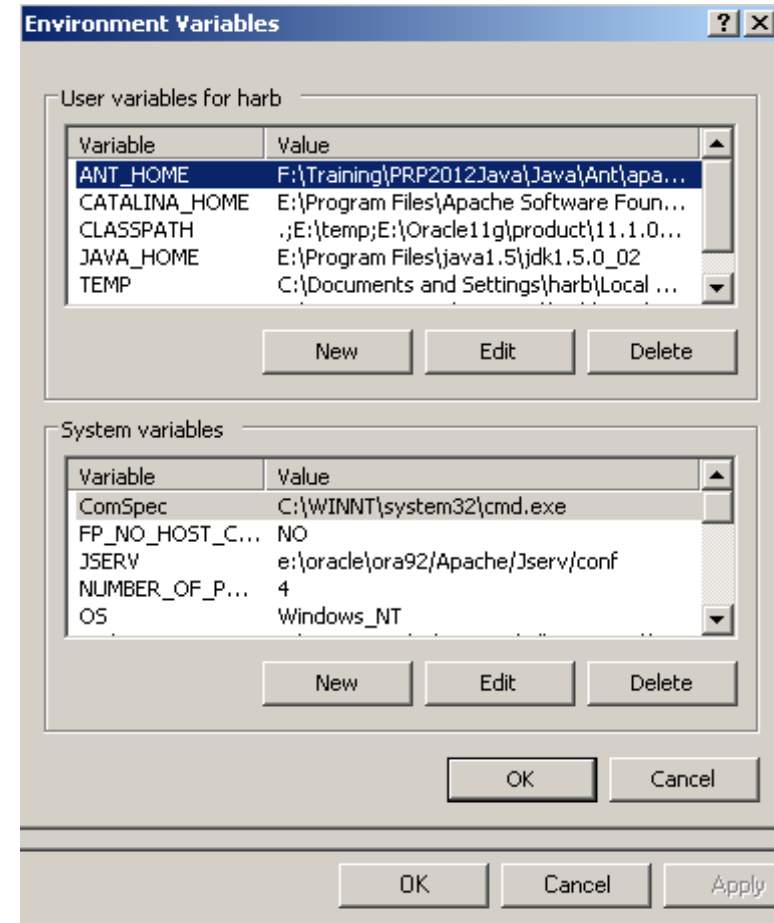 Environment Variables
User variables for harb
Variable Value
ANT_HOME F:\Training\PRP2012Java\Java\Ant\apa...
CATALINA_HOME E:\Program Files\Apache Software Foun...
CLASSPATH .;E:\temp;E:\Oracle11g\product\11.1.0...
JAVA_HOME E:\Program Files\java1.5\jdk1.5.0_02
TEMP C:\Documents and Settings\harb\Local ...
New Edit Delete
System variables
Variable Value
ComSpec C:\WINNT\system32\cmd.exe
FP_NO_HOST_C... NO
JSERV e:\oracle\ora92/Apache/Jserv/conf
NUMBER_OF_P... 4
OS Windows_NT
New Edit Delete
OK Cancel
OK Cancel Apply